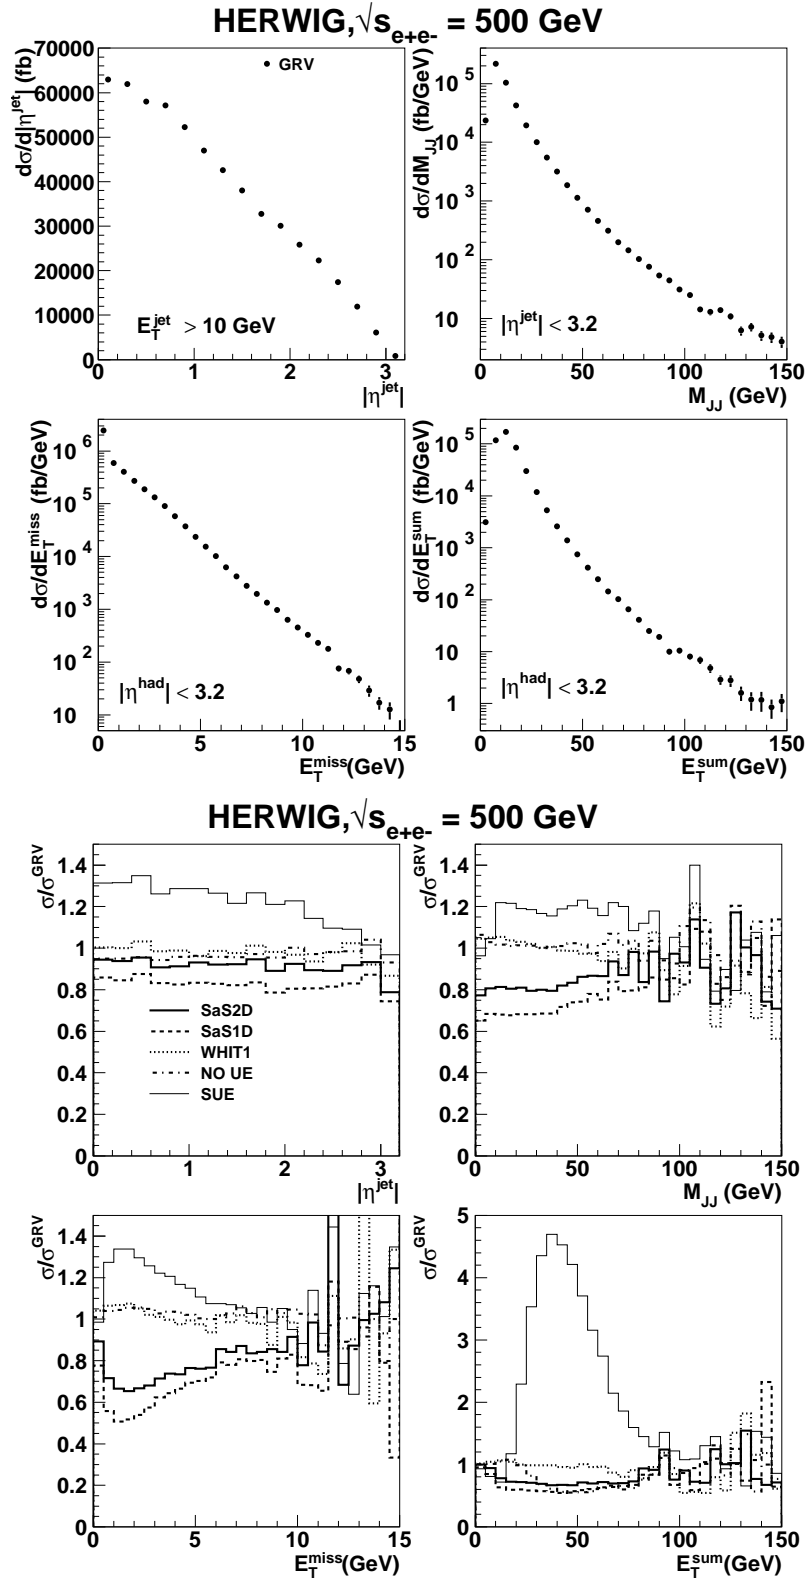 HERWIG,√s_e+e- = 500 GeV
dσ/d|η^jet| (fb)
70000
60000
50000
40000
30000
20000
10000
0
GRV
E_T^jet > 10 GeV
0 1 2 3
|η^jet|
dσ/dM_JJ (fb/GeV)
10^5
10^4
10^3
10^2
10
|η^jet| < 3.2
0 50 100 150
M_JJ (GeV)
dσ/dE_T^miss (fb/GeV)
10^6
10^5
10^4
10^3
10^2
10
|η^had| < 3.2
0 5 10 15
E_T^miss(GeV)
dσ/dE_T^sum (fb/GeV)
10^5
10^4
10^3
10^2
10
1
|η^had| < 3.2
0 50 100 150
E_T^sum(GeV)
HERWIG,√s_e+e- = 500 GeV
σ/σ^GRV
1.4
1.2
1
0.8
0.6
0.4
0.2
0
SaS2D
SaS1D
WHIT1
NO UE
SUE
0 1 2 3
|η^jet|
σ/σ^GRV
1.4
1.2
1
0.8
0.6
0.4
0.2
0
0 50 100 150
M_JJ (GeV)
σ/σ^GRV
1.4
1.2
1
0.8
0.6
0.4
0.2
0
0 5 10 15
E_T^miss(GeV)
σ/σ^GRV
5
4
3
2
1
0
0 50 100 150
E_T^sum(GeV)